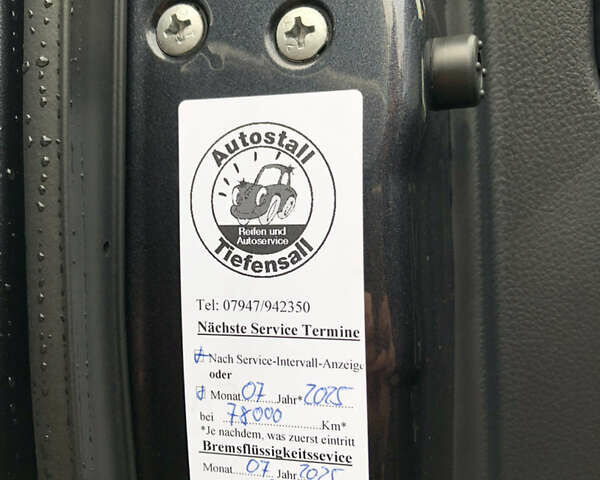 Autostall
Reifen und
Autoservice
Tiefensall
Tel: 07947/942350
Nächste Service Termine
Nach Service-Intervall-Anzeige
oder
Monat 07 Jahr* 2025
bei 78000 Km*
*Je nachdem, was zuerst eintritt
Bremsflüssigkeitssevice
Monat 07 Jahr 2025